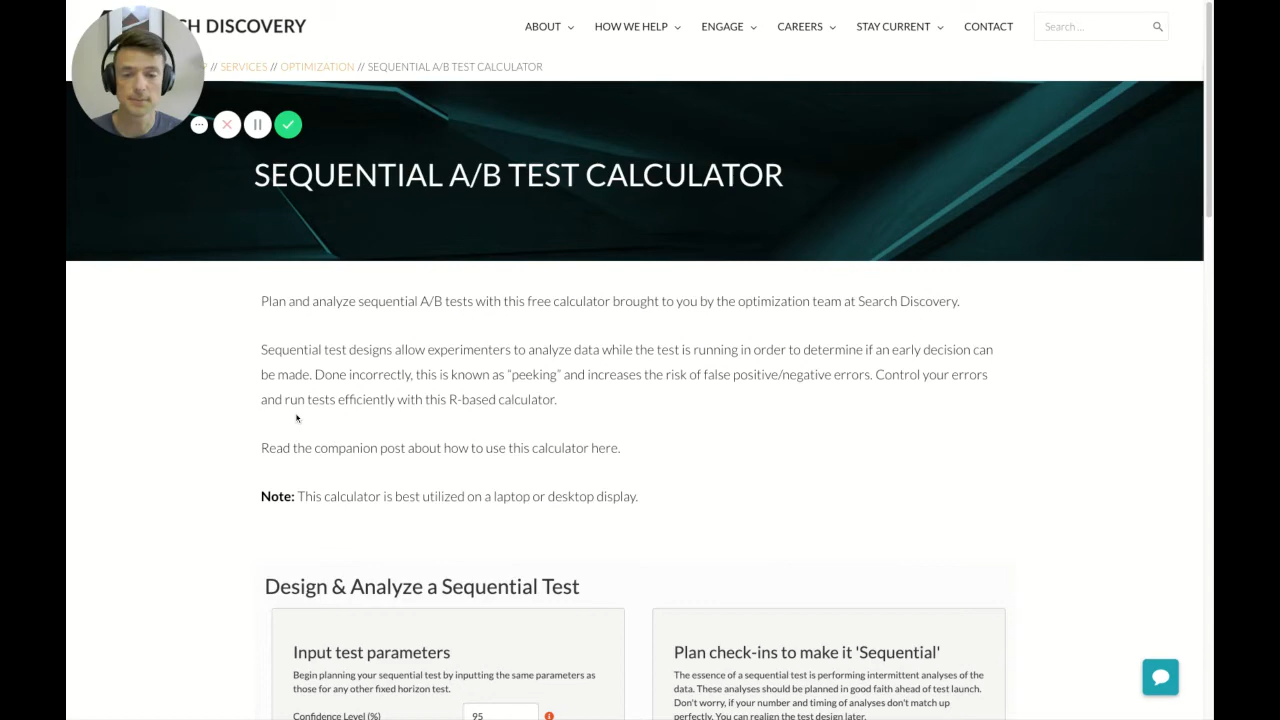 CH DISCOVERY
ABOUT HOW WE HELP ENGAGE CAREERS STAY CURRENT CONTACT Search ...
// SERVICES // OPTIMIZATION // SEQUENTIAL A/B TEST CALCULATOR
SEQUENTIAL A/B TEST CALCULATOR
Plan and analyze sequential A/B tests with this free calculator brought to you by the optimization team at Search Discovery.
Sequential test designs allow experimenters to analyze data while the test is running in order to determine if an early decision can
be made. Done incorrectly, this is known as “peeking” and increases the risk of false positive/negative errors. Control your errors
and run tests efficiently with this R-based calculator.
Read the companion post about how to use this calculator here.
Note: This calculator is best utilized on a laptop or desktop display.
Design & Analyze a Sequential Test
Input test parameters
Begin planning your sequential test by inputting the same parameters as
those for any other fixed horizon test.
Confidence Level (%) 95
Plan check-ins to make it 'Sequential'
The essence of a sequential test is performing intermittent analyses of the
data. These analyses should be planned in good faith ahead of test launch.
Don't worry, if your number and timing of analyses don't match up
perfectly. You can realign the test design later.